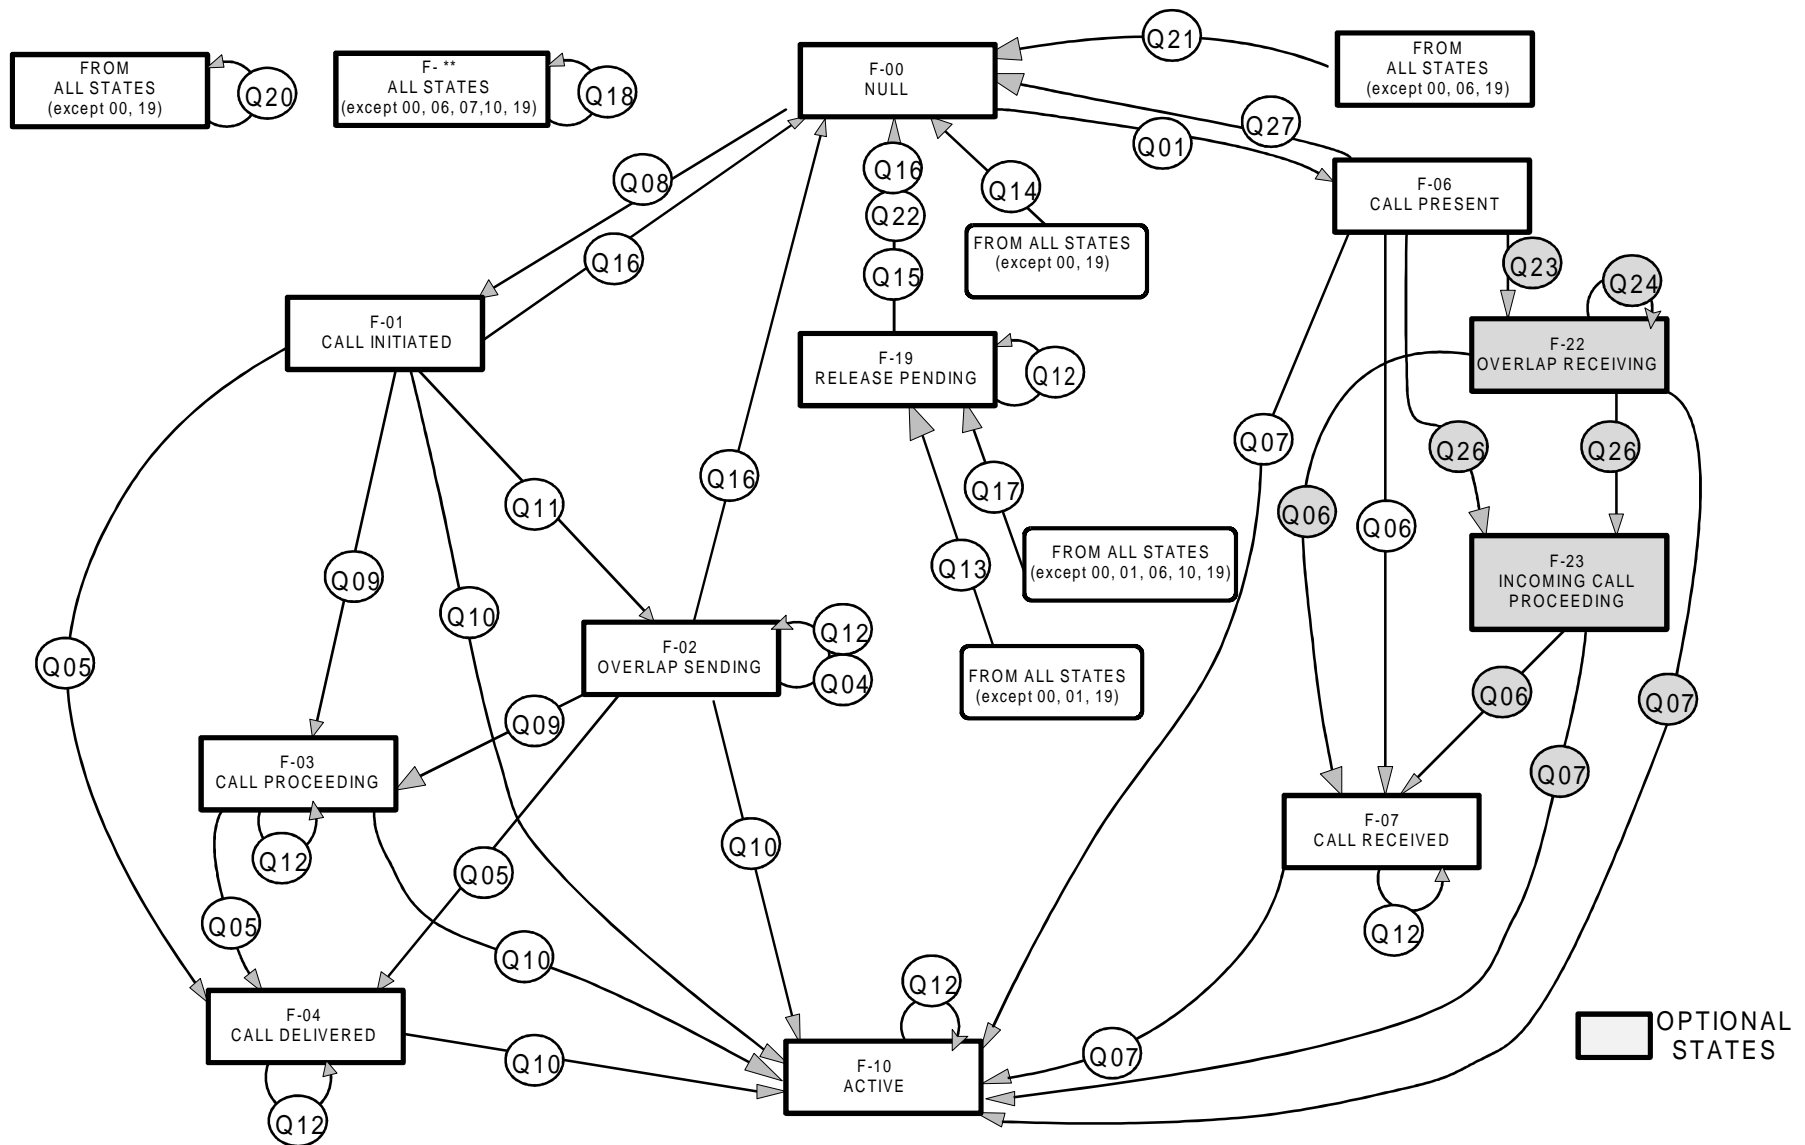 Q21
FROM
ALL STATES
(except 00, 06, 19)
FROM
ALL STATES
(except 00, 19)
Q20
F- **
ALL STATES
(except 00, 06, 07,10, 19)
Q18
F-00
NULL
Q27
Q01
Q08
Q16
Q16
Q22
Q15
Q14
FROM ALL STATES
(except 00, 19)
F-06
CALL PRESENT
Q23
Q24
F-01
CALL INITIATED
F-19
RELEASE PENDING
Q12
F-22
OVERLAP RECEIVING
Q07
Q26
Q26
Q16
Q11
Q17
Q06
Q06
Q13
FROM ALL STATES
(except 00, 01, 06, 10, 19)
F-23
INCOMING CALL
PROCEEDING
Q09
Q10
Q05
F-02
OVERLAP SENDING
Q12
Q04
FROM ALL STATES
(except 00, 01, 19)
Q06
Q07
Q09
Q07
F-03
CALL PROCEEDING
Q12
Q05
Q10
F-07
CALL RECEIVED
Q12
Q05
Q10
Q12
F-04
CALL DELIVERED
Q10
Q12
F-10
ACTIVE
Q07
OPTIONAL
STATES